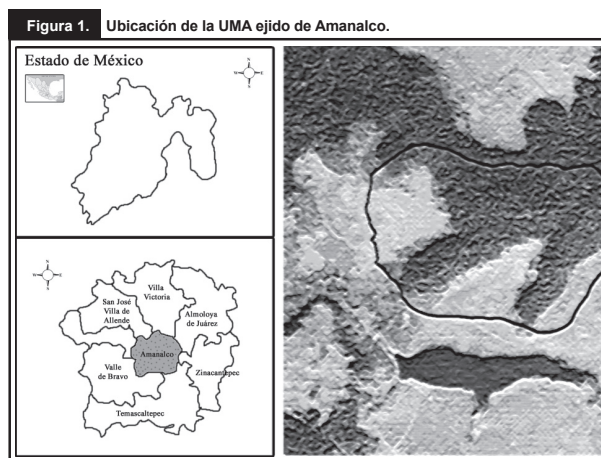 Figura 1. Ubicación de la UMA ejido de Amanalco.
Estado de México
N
W E
S
N
W E
S
Villa
Victoria
San José
Villa de
Allende
Almoloya
de Juárez
Amanalco
Valle
de Bravo
Zinacantepec
Temascaltepec